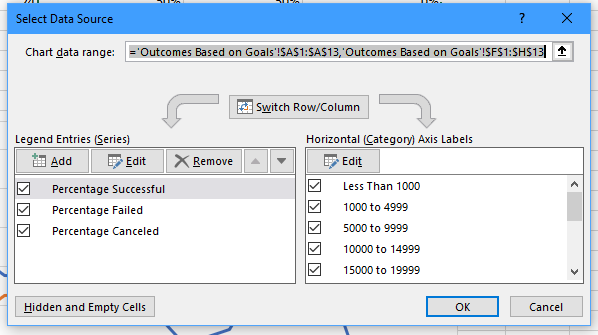 Select Data Source
? ×
Chart data range: ='Outcomes Based on Goals'!$A$1:$A$13,'Outcomes Based on Goals'!$F$1:$H$13
Switch Row/Column
Legend Entries (Series)
Add Edit Remove
Percentage Successful
Percentage Failed
Percentage Canceled
Horizontal (Category) Axis Labels
Edit
Less Than 1000
1000 to 4999
5000 to 9999
10000 to 14999
15000 to 19999
Hidden and Empty Cells
OK Cancel